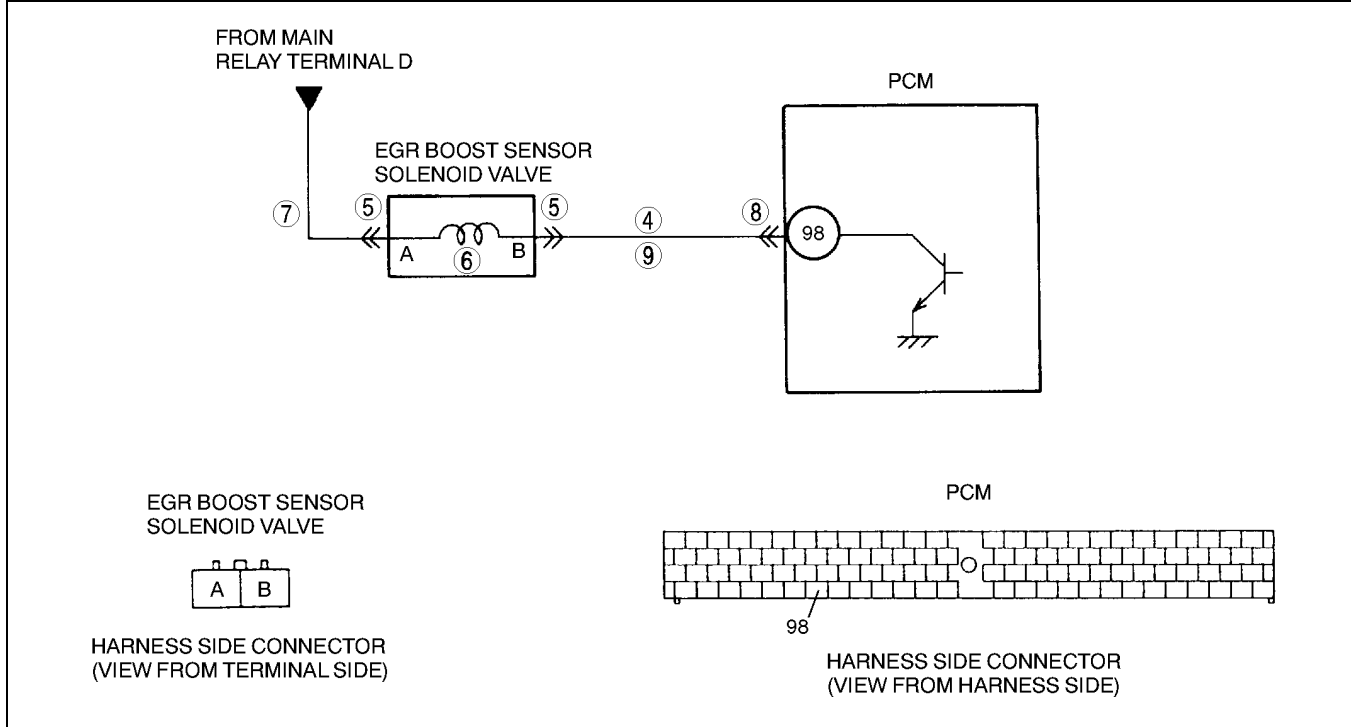 FROM MAIN
RELAY TERMINAL D
PCM
EGR BOOST SENSOR
SOLENOID VALVE
⑦
⑤
⑤
④
⑧
A
⑥
B
⑨
98
EGR BOOST SENSOR
SOLENOID VALVE
A B
HARNESS SIDE CONNECTOR
(VIEW FROM TERMINAL SIDE)
PCM
98
HARNESS SIDE CONNECTOR
(VIEW FROM HARNESS SIDE)